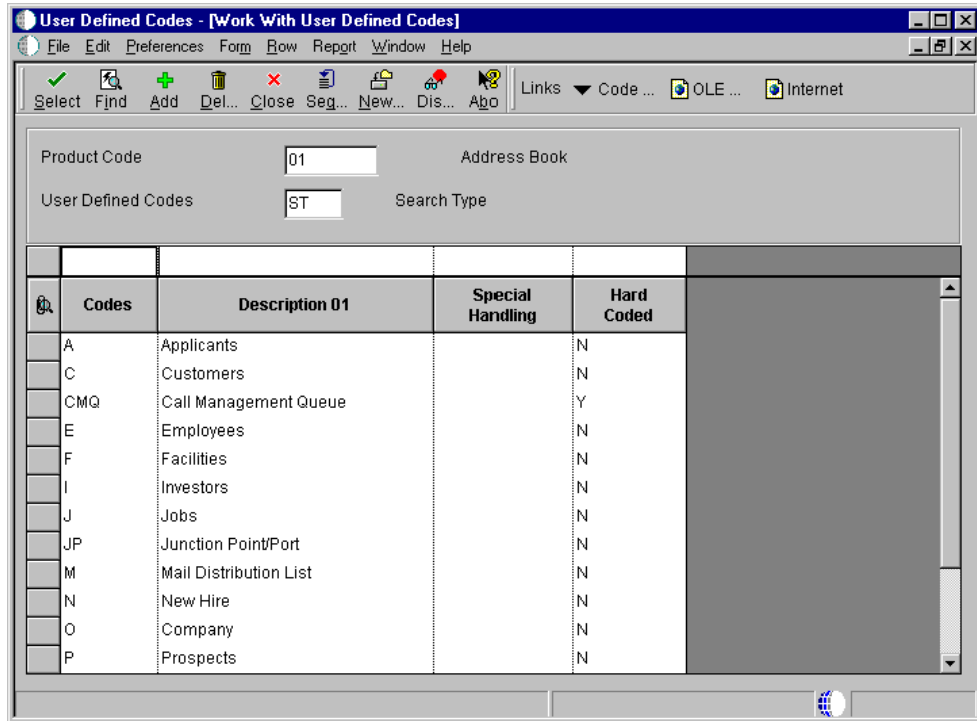 User Defined Codes - [Work With User Defined Codes]
File Edit Preferences Form Row Report Window Help
Select Find Add Del... Close Seq... New... Dis... Abo Links Code ... OLE ... Internet
Product Code 01 Address Book
User Defined Codes ST Search Type
Codes Description 01 Special Handling Hard Coded
A Applicants N
C Customers N
CMQ Call Management Queue Y
E Employees N
F Facilities N
I Investors N
J Jobs N
JP Junction Point/Port N
M Mail Distribution List N
N New Hire N
O Company N
P Prospects N